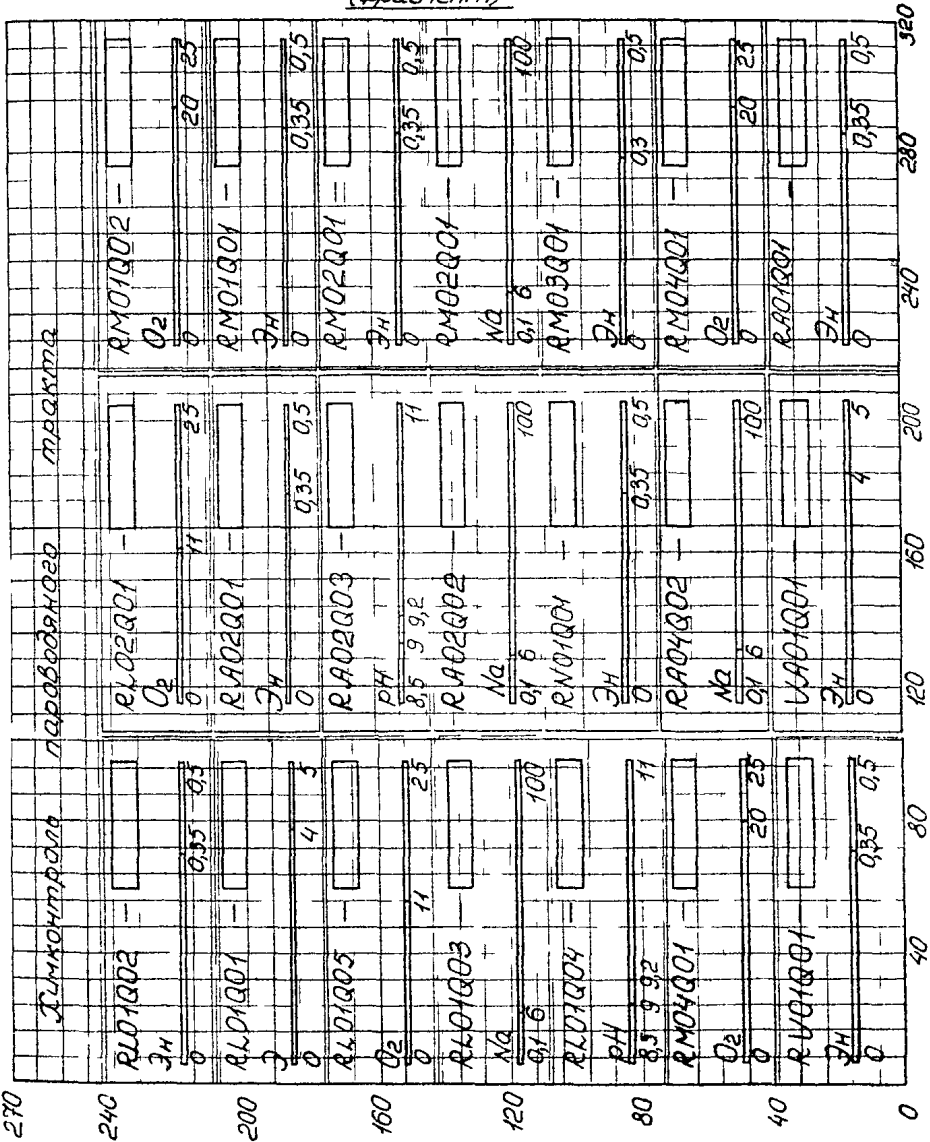 (фрагмент)
Химконтроль пароводяного тракта
RL01Q02 —
Эн
0 0,35 0,5
RL01Q01 —
Э
0 4 5
RL01Q05 —
O2
0 11 25
RL01Q03 —
Na
0,1 6 100
RL01Q04 —
pH
8,5 9 9,2 11
RM04Q01 —
O2
0 20 25
RV01Q01 —
Эн
0 0,35 0,5
RL02Q01 —
O2
0 11 25
RA02Q01 —
Эн
0 0,35 0,5
RA02Q03 —
pH
8,5 9 9,2 11
RA02Q02 —
Na
0,1 6 100
RN01Q01 —
Эн
0 0,35 0,5
RA04Q02 —
Na
0,1 6 100
UA01Q01 —
Эн
0 4 5
RM01Q02 —
O2
0 20 25
RM01Q01 —
Эн
0 0,35 0,5
RM02Q01 =
Эн
0 0,35 0,5
RM02Q01 —
Na
0,1 6 100
RM03Q01 —
Эн
0 0,3 0,5
RM04Q01 —
O2
0 20 25
RA01Q01 —
Эн
0 0,35 0,5
270
240
200
160
120
80
40
0
40
80
120
160
200
240
280
320